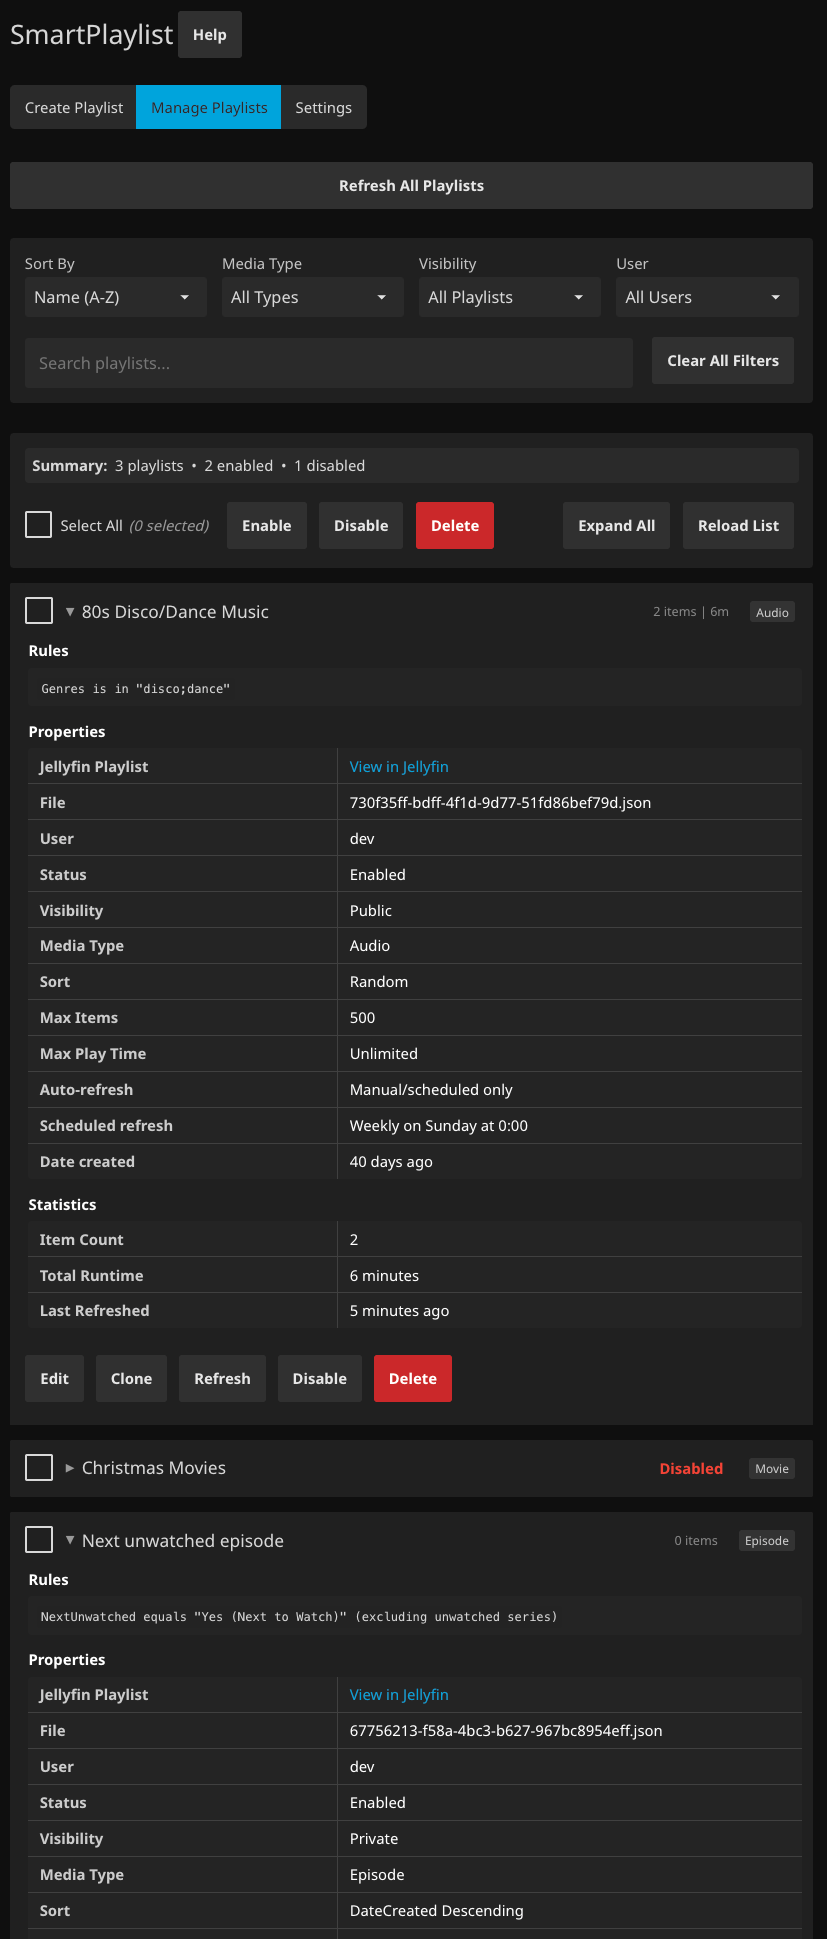 SmartPlaylist Help
Create Playlist Manage Playlists Settings
Refresh All Playlists
Sort By Media Type Visibility User
Name (A-Z) All Types All Playlists All Users
Search playlists... Clear All Filters
Summary: 3 playlists • 2 enabled • 1 disabled
Select All (0 selected) Enable Disable Delete Expand All Reload List
80s Disco/Dance Music 2 items | 6m Audio
Rules
Genres is in "disco;dance"
Properties
Jellyfin Playlist View in Jellyfin
File 730f35ff-bdff-4f1d-9d77-51fd86bef79d.json
User dev
Status Enabled
Visibility Public
Media Type Audio
Sort Random
Max Items 500
Max Play Time Unlimited
Auto-refresh Manual/scheduled only
Scheduled refresh Weekly on Sunday at 0:00
Date created 40 days ago
Statistics
Item Count 2
Total Runtime 6 minutes
Last Refreshed 5 minutes ago
Edit Clone Refresh Disable Delete
Christmas Movies Disabled Movie
Next unwatched episode 0 items Episode
Rules
NextUnwatched equals "Yes (Next to Watch)" (excluding unwatched series)
Properties
Jellyfin Playlist View in Jellyfin
File 67756213-f58a-4bc3-b627-967bc8954eff.json
User dev
Status Enabled
Visibility Private
Media Type Episode
Sort DateCreated Descending